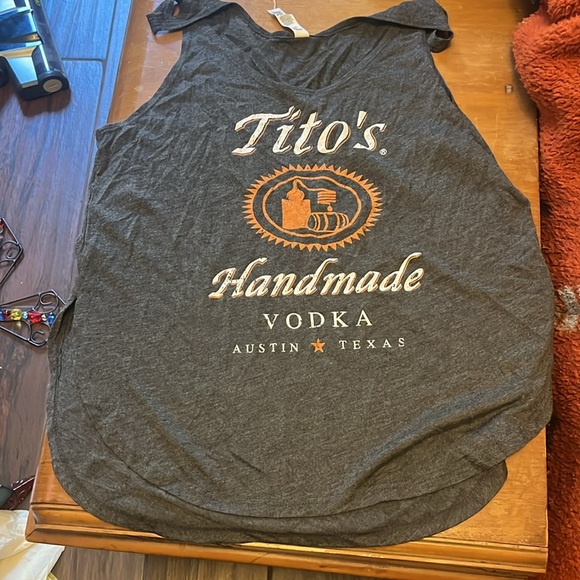 Tito's®
Handmade
VODKA
AUSTIN ★ TEXAS